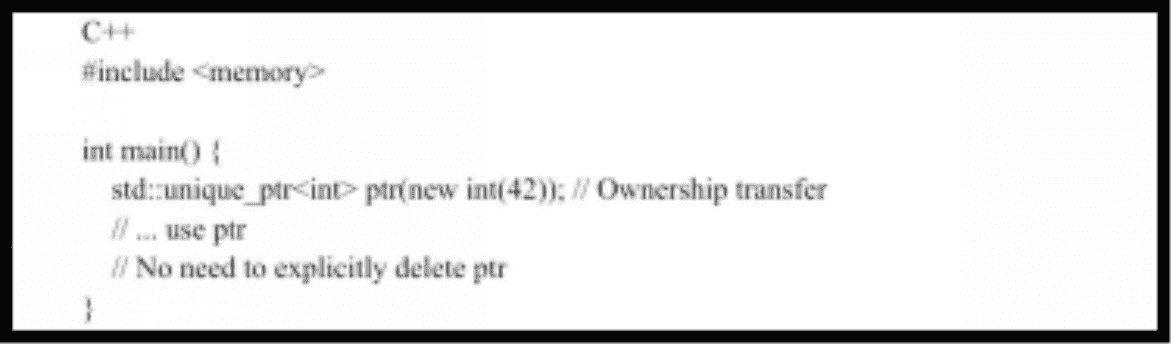 C++
#include <memory>
int main() {
std::unique_ptr<int> ptr(new int(42)); // Ownership transfer
// ... use ptr
// No need to explicitly delete ptr
}